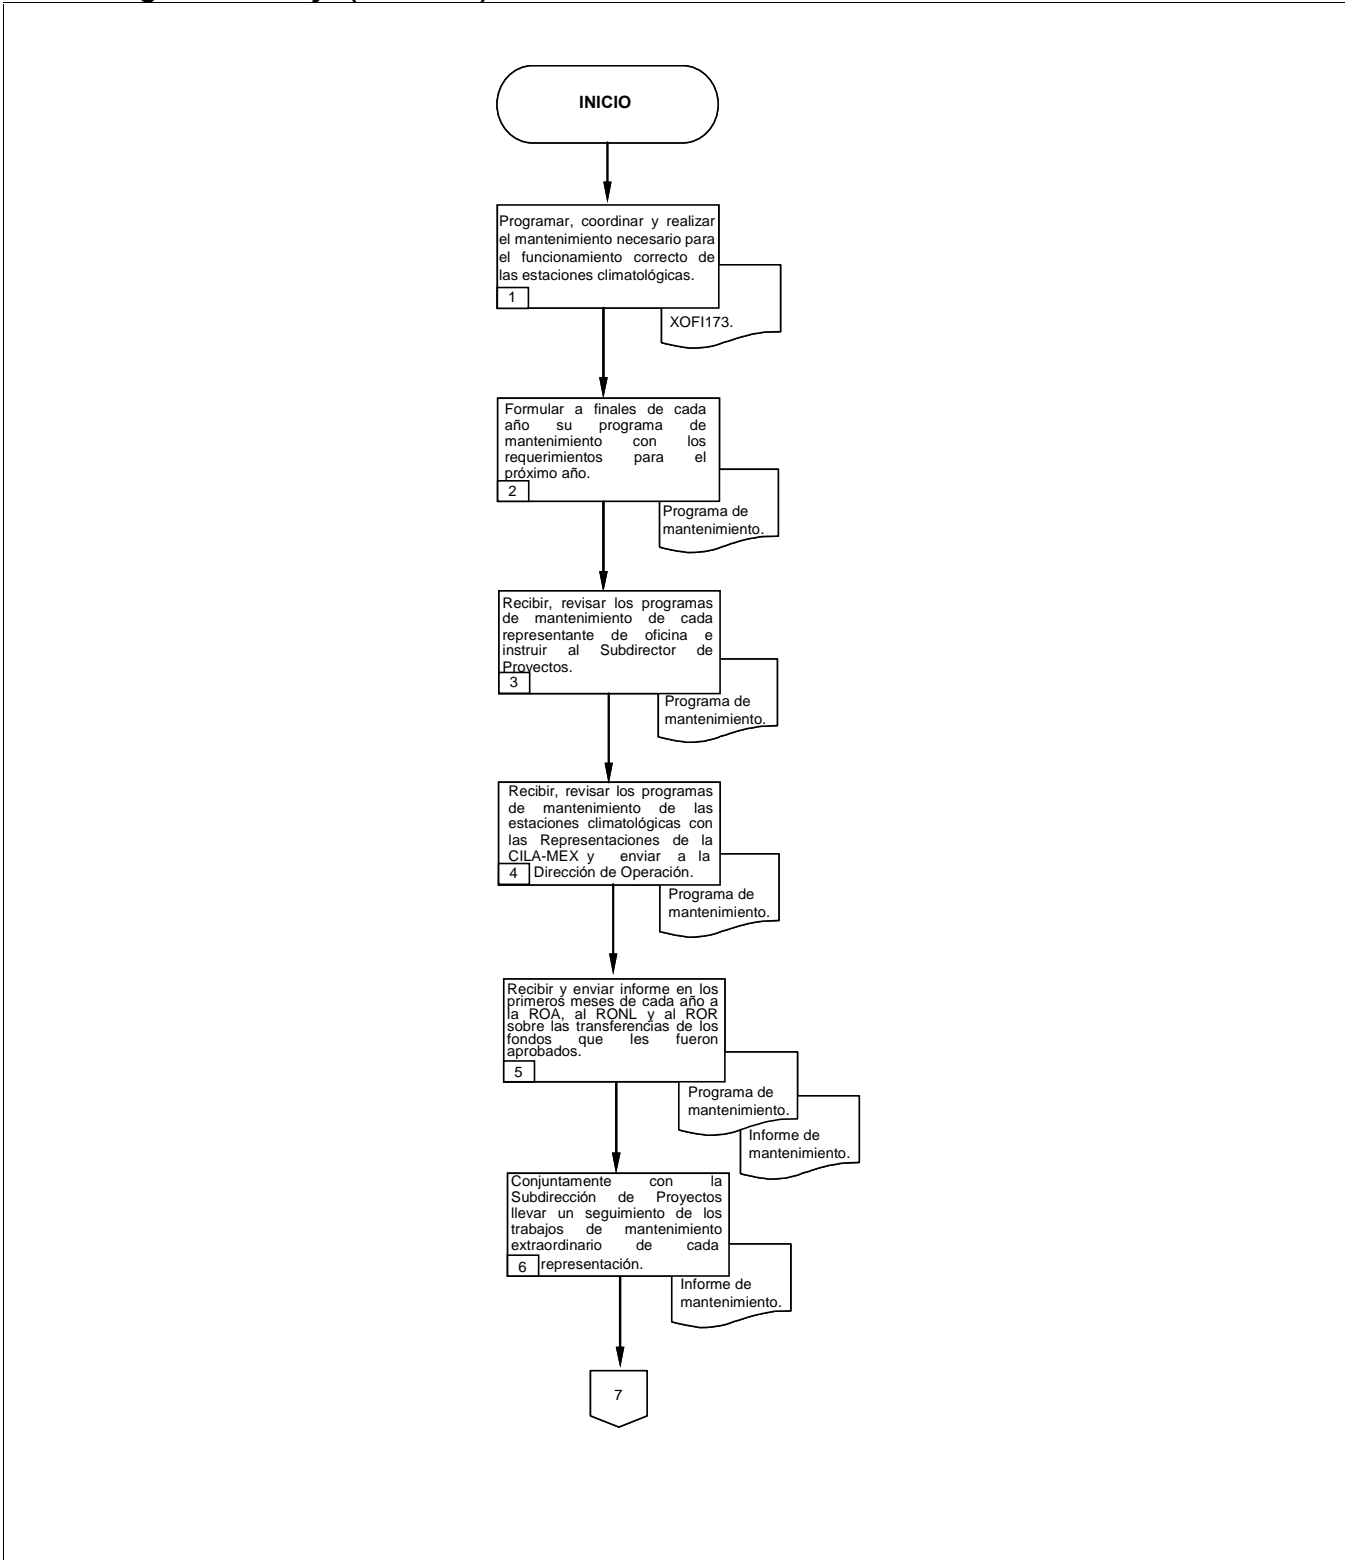 INICIO
Programar, coordinar y realizar
el mantenimiento necesario para
el funcionamiento correcto de
las estaciones climatológicas.
1
XOFI173.
Formular a finales de cada
año su programa de
mantenimiento con los
requerimientos para el
próximo año.
2
Programa de
mantenimiento.
Recibir, revisar los programas
de mantenimiento de cada
representante de oficina e
instruir al Subdirector de
Proyectos.
3
Programa de
mantenimiento.
Recibir, revisar los programas
de mantenimiento de las
estaciones climatológicas con
las Representaciones de la
CILA-MEX y enviar a la
4 Dirección de Operación.
Programa de
mantenimiento.
Recibir y enviar informe en los
primeros meses de cada año a
la ROA, al RONL y al ROR
sobre las transferencias de los
fondos que les fueron
aprobados.
5
Programa de
mantenimiento.
Informe de
mantenimiento.
Conjuntamente con la
Subdirección de Proyectos
llevar un seguimiento de los
trabajos de mantenimiento
extraordinario de cada
6 representación.
Informe de
mantenimiento.
7